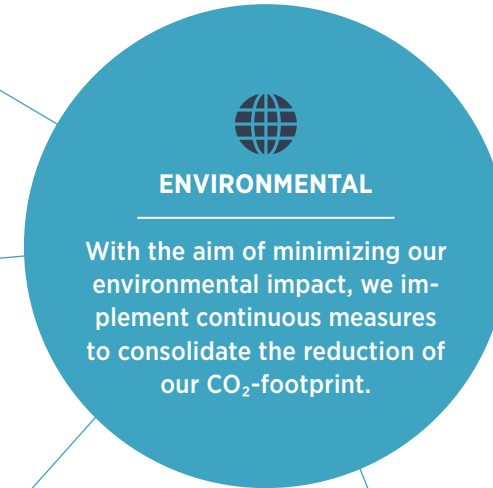 ENVIRONMENTAL
With the aim of minimizing our
environmental impact, we im-
plement continuous measures
to consolidate the reduction of
our CO₂-footprint.